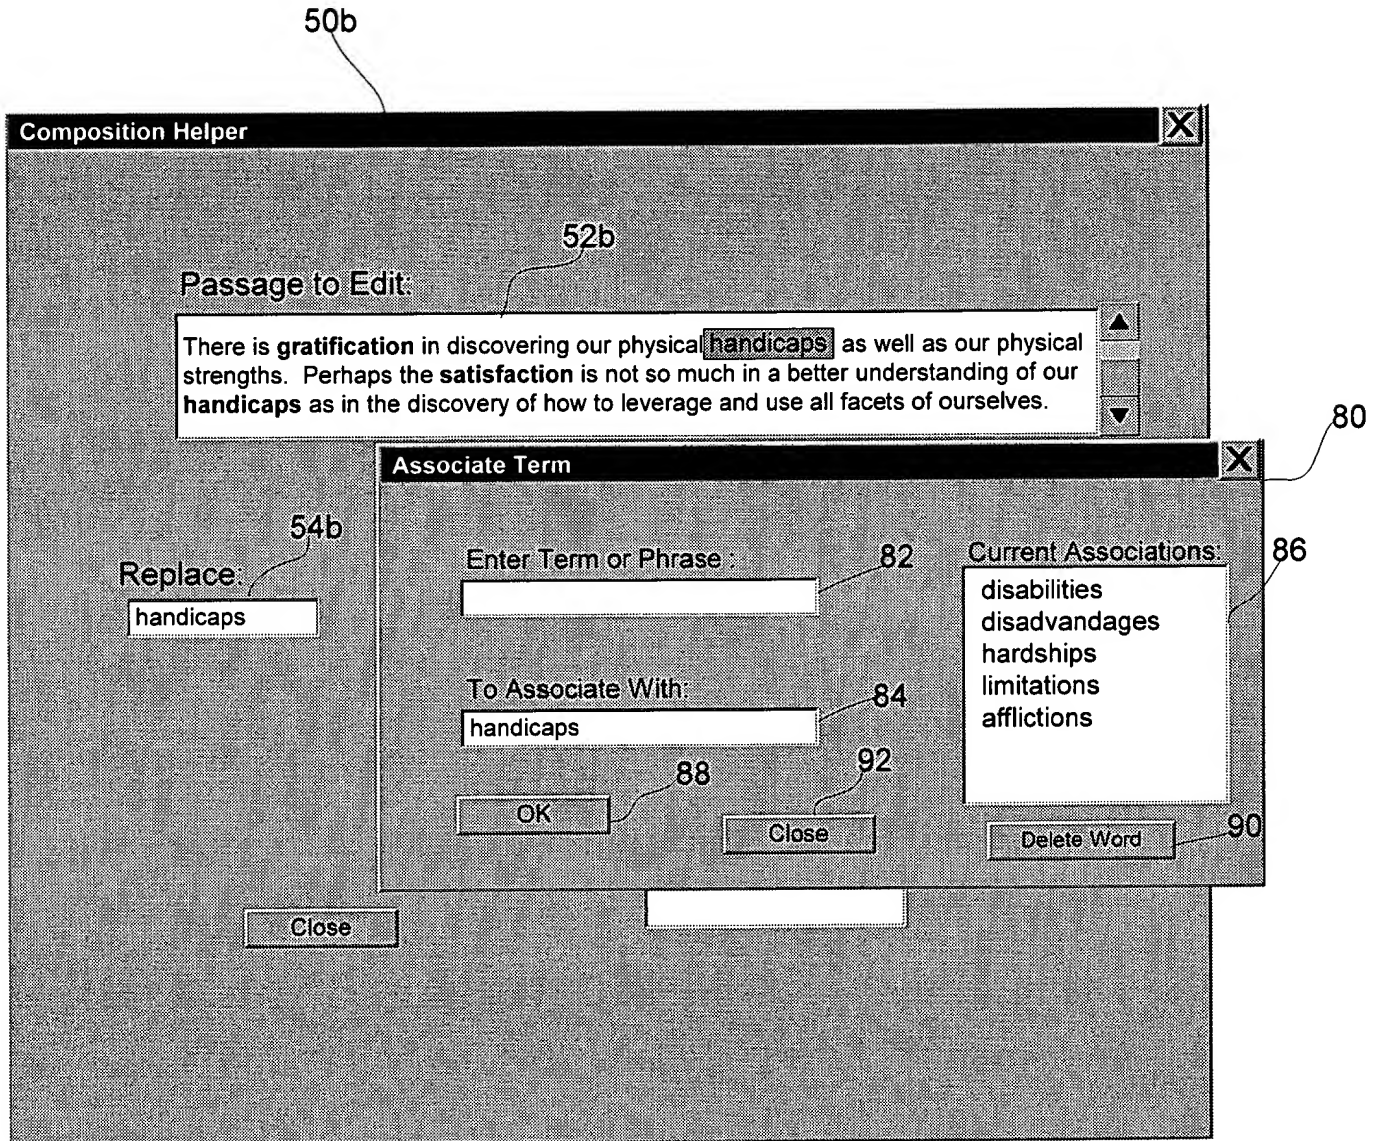 50b
Composition Helper X
52b
Passage to Edit:
There is gratification in discovering our physical handicaps as well as our physical
strengths. Perhaps the satisfaction is not so much in a better understanding of our
handicaps as in the discovery of how to leverage and use all facets of ourselves.
80
Associate Term X
54b
Replace:
handicaps
Enter Term or Phrase :
82
Current Associations:
86
disabilities
disadvandages
hardships
limitations
afflictions
To Associate With:
84
handicaps
88
92
OK
Close
Delete Word
90
Close